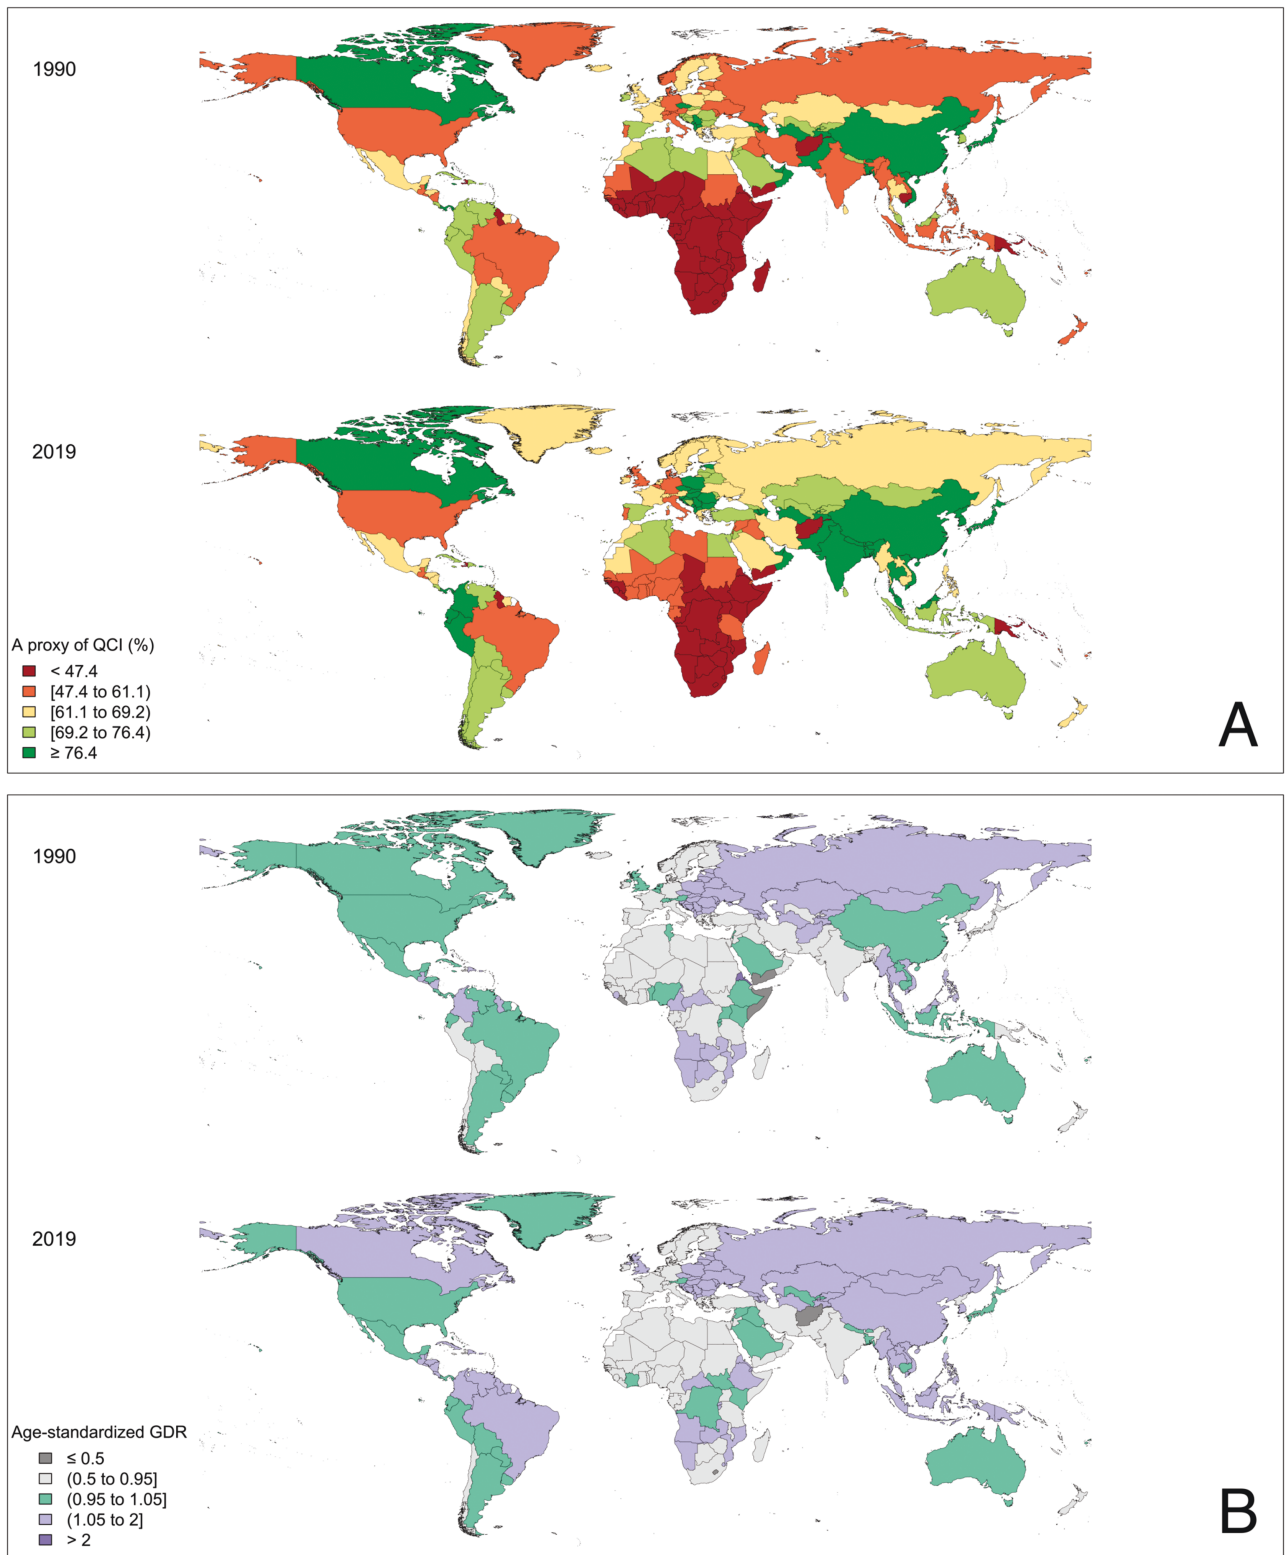 1990
2019
A proxy of QCI (%)
< 47.4
[47.4 to 61.1)
[61.1 to 69.2)
[69.2 to 76.4)
≥ 76.4
A
1990
2019
Age-standardized GDR
≤ 0.5
(0.5 to 0.95]
(0.95 to 1.05]
(1.05 to 2]
> 2
B